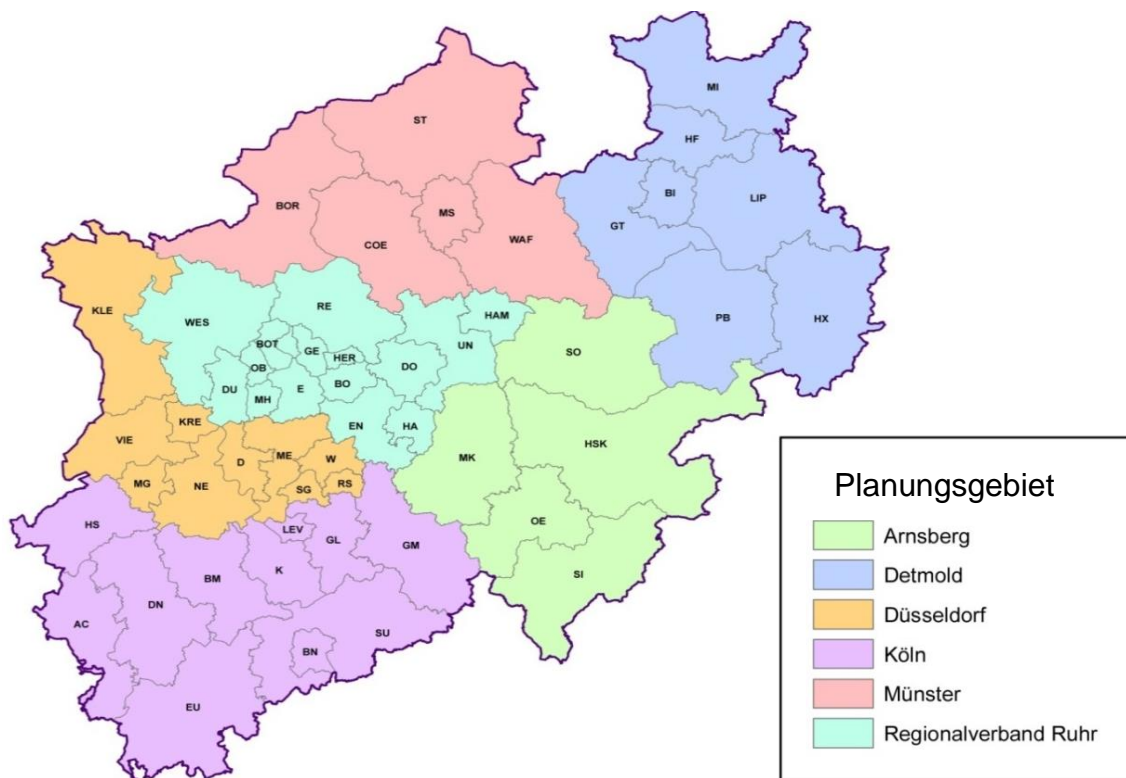 MI
ST
HF
BI
LIP
BOR
MS
GT
WAF
COE
KLE
RE
WES
HAM
PB
HX
UN
BOT
GE
HER
SO
OB
DO
DU
E
BO
MH
KRE
EN
HA
VIE
HSK
ME
W
MK
D
MG
NE
SG
RS
HS
OE
LEV
GL
GM
BM
K
SI
DN
AC
SU
BN
EU
Planungsgebiet
Arnsberg
Detmold
Düsseldorf
Köln
Münster
Regionalverband Ruhr